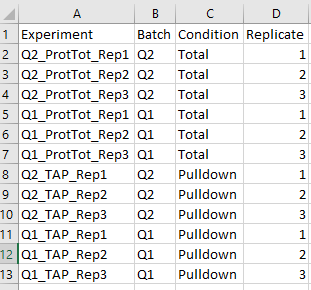 A B C D
1 Experiment Batch Condition Replicate
2 Q2_ProtTot_Rep1 Q2 Total 1
3 Q2_ProtTot_Rep2 Q2 Total 2
4 Q2_ProtTot_Rep3 Q2 Total 3
5 Q1_ProtTot_Rep1 Q1 Total 1
6 Q1_ProtTot_Rep2 Q1 Total 2
7 Q1_ProtTot_Rep3 Q1 Total 3
8 Q2_TAP_Rep1 Q2 Pulldown 1
9 Q2_TAP_Rep2 Q2 Pulldown 2
10 Q2_TAP_Rep3 Q2 Pulldown 3
11 Q1_TAP_Rep1 Q1 Pulldown 1
12 Q1_TAP_Rep2 Q1 Pulldown 2
13 Q1_TAP_Rep3 Q1 Pulldown 3